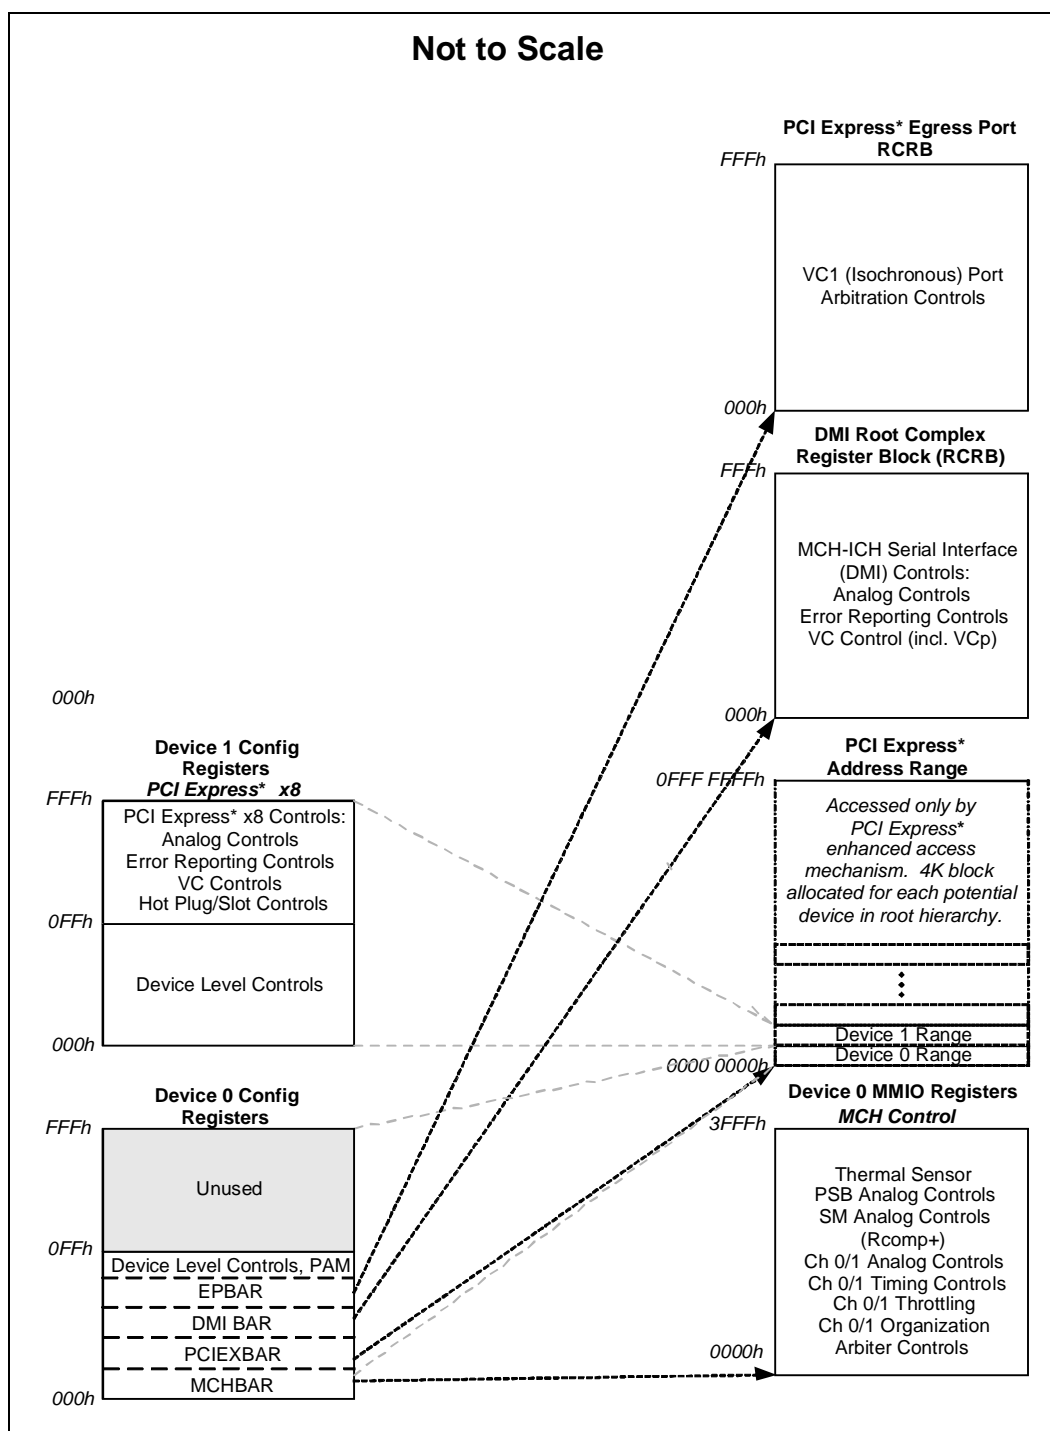 Not to Scale
PCI Express* Egress Port
RCRB
FFFh
VC1 (Isochronous) Port
Arbitration Controls
000h
DMI Root Complex
Register Block (RCRB)
FFFh
MCH-ICH Serial Interface
(DMI) Controls:
Analog Controls
Error Reporting Controls
VC Control (incl. VCp)
000h
000h
Device 1 Config
Registers
PCI Express* x8
FFFh
PCI Express* x8 Controls:
Analog Controls
Error Reporting Controls
VC Controls
Hot Plug/Slot Controls
0FFh
Device Level Controls
000h
PCI Express*
Address Range
0FFF FFFFh
Accessed only by
PCI Express*
enhanced access
mechanism. 4K block
allocated for each potential
device in root hierarchy.
Device 1 Range
Device 0 Range
0000 0000h
Device 0 Config
Registers
FFFh
Unused
0FFh
Device Level Controls, PAM
EPBAR
DMI BAR
PCIEXBAR
MCHBAR
000h
Device 0 MMIO Registers
MCH Control
3FFFh
Thermal Sensor
PSB Analog Controls
SM Analog Controls
(Rcomp+)
Ch 0/1 Analog Controls
Ch 0/1 Timing Controls
Ch 0/1 Throttling
Ch 0/1 Organization
Arbiter Controls
0000h